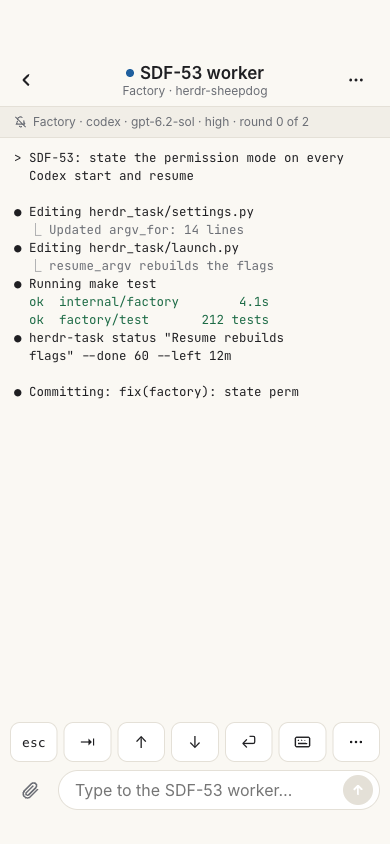 SDF-53 worker
Factory · herdr-sheepdog
Factory · codex · gpt-6.2-sol · high · round 0 of 2
> SDF-53: state the permission mode on every
Codex start and resume
● Editing herdr_task/settings.py
⎿ Updated argv_for: 14 lines
● Editing herdr_task/launch.py
⎿ resume_argv rebuilds the flags
● Running make test
ok internal/factory 4.1s
ok factory/test 212 tests
● herdr-task status "Resume rebuilds
flags" --done 60 --left 12m
● Committing: fix(factory): state perm
esc
Type to the SDF-53 worker...